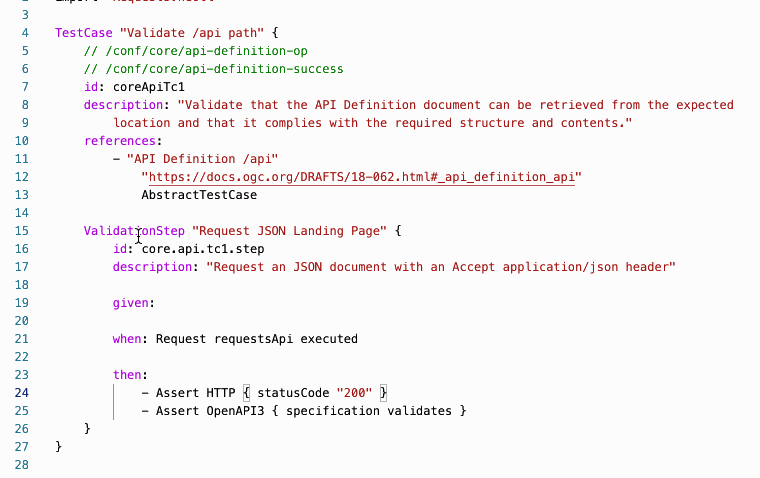 3
4 TestCase "Validate /api path" {
5 // /conf/core/api-definition-op
6 // /conf/core/api-definition-success
7 id: coreApiTc1
8 description: "Validate that the API Definition document can be retrieved from the expected
9 location and that it complies with the required structure and contents."
10 references:
11 - "API Definition /api"
12 "https://docs.ogc.org/DRAFTS/18-062.html#_api_definition_api"
13 AbstractTestCase
14
15 ValidationStep "Request JSON Landing Page" {
16 id: core.api.tc1.step
17 description: "Request an JSON document with an Accept application/json header"
18
19 given:
20
21 when: Request requestsApi executed
22
23 then:
24 - Assert HTTP { statusCode "200" }
25 - Assert OpenAPI3 { specification validates }
26 }
27 }
28